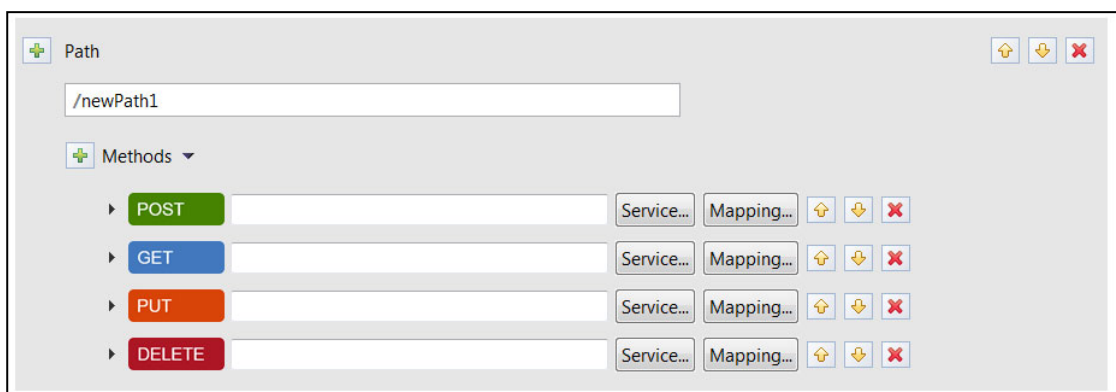 Path
/newPath1
Methods
POST Service... Mapping...
GET Service... Mapping...
PUT Service... Mapping...
DELETE Service... Mapping...